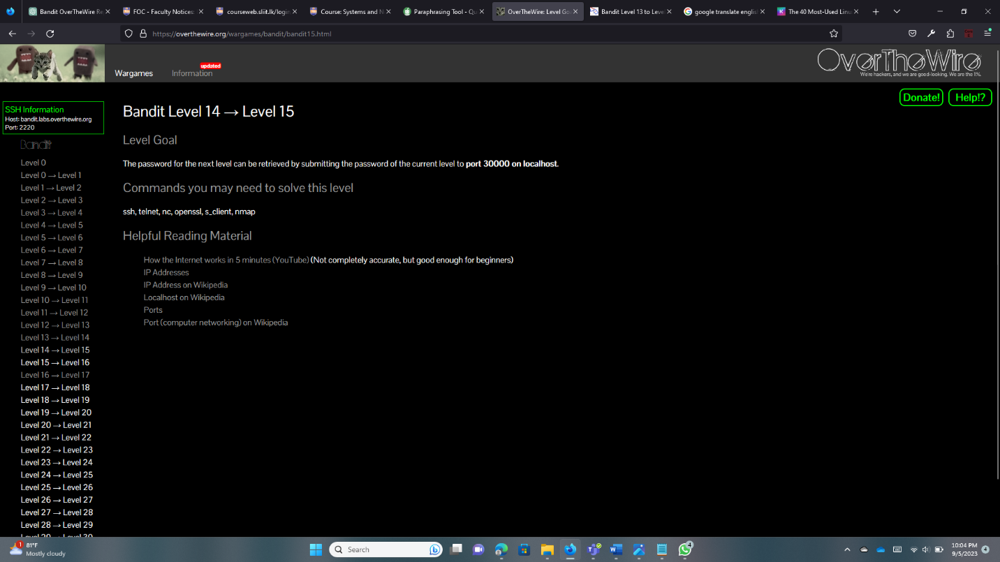 Bandit OverTheWire Re
FOC - Faculty Notices:
courseweb.sliit.lk/login
Course: Systems and N
Paraphrasing Tool - Qu
OverTheWire: Level Go
Bandit Level 13 to Leve
google translate englis
The 40 Most-Used Linu
https://overthewire.org/wargames/bandit/bandit15.html
Wargames
Information
updated
OverTheWire
We're hackers, and we are good-looking. We are the 1%.
Donate!
Help!?
SSH Information
Host: bandit.labs.overthewire.org
Port: 2220
Bandit
Level 0
Level 0 → Level 1
Level 1 → Level 2
Level 2 → Level 3
Level 3 → Level 4
Level 4 → Level 5
Level 5 → Level 6
Level 6 → Level 7
Level 7 → Level 8
Level 8 → Level 9
Level 9 → Level 10
Level 10 → Level 11
Level 11 → Level 12
Level 12 → Level 13
Level 13 → Level 14
Level 14 → Level 15
Level 15 → Level 16
Level 16 → Level 17
Level 17 → Level 18
Level 18 → Level 19
Level 19 → Level 20
Level 20 → Level 21
Level 21 → Level 22
Level 22 → Level 23
Level 23 → Level 24
Level 24 → Level 25
Level 25 → Level 26
Level 26 → Level 27
Level 27 → Level 28
Level 28 → Level 29
Level 29 → Level 30
Bandit Level 14 → Level 15
Level Goal
The password for the next level can be retrieved by submitting the password of the current level to port 30000 on localhost.
Commands you may need to solve this level
ssh, telnet, nc, openssl, s_client, nmap
Helpful Reading Material
How the Internet works in 5 minutes (YouTube) (Not completely accurate, but good enough for beginners)
IP Addresses
IP Address on Wikipedia
Localhost on Wikipedia
Ports
Port (computer networking) on Wikipedia
1
81°F
Mostly cloudy
Search
4
10:04 PM
9/5/2023
4